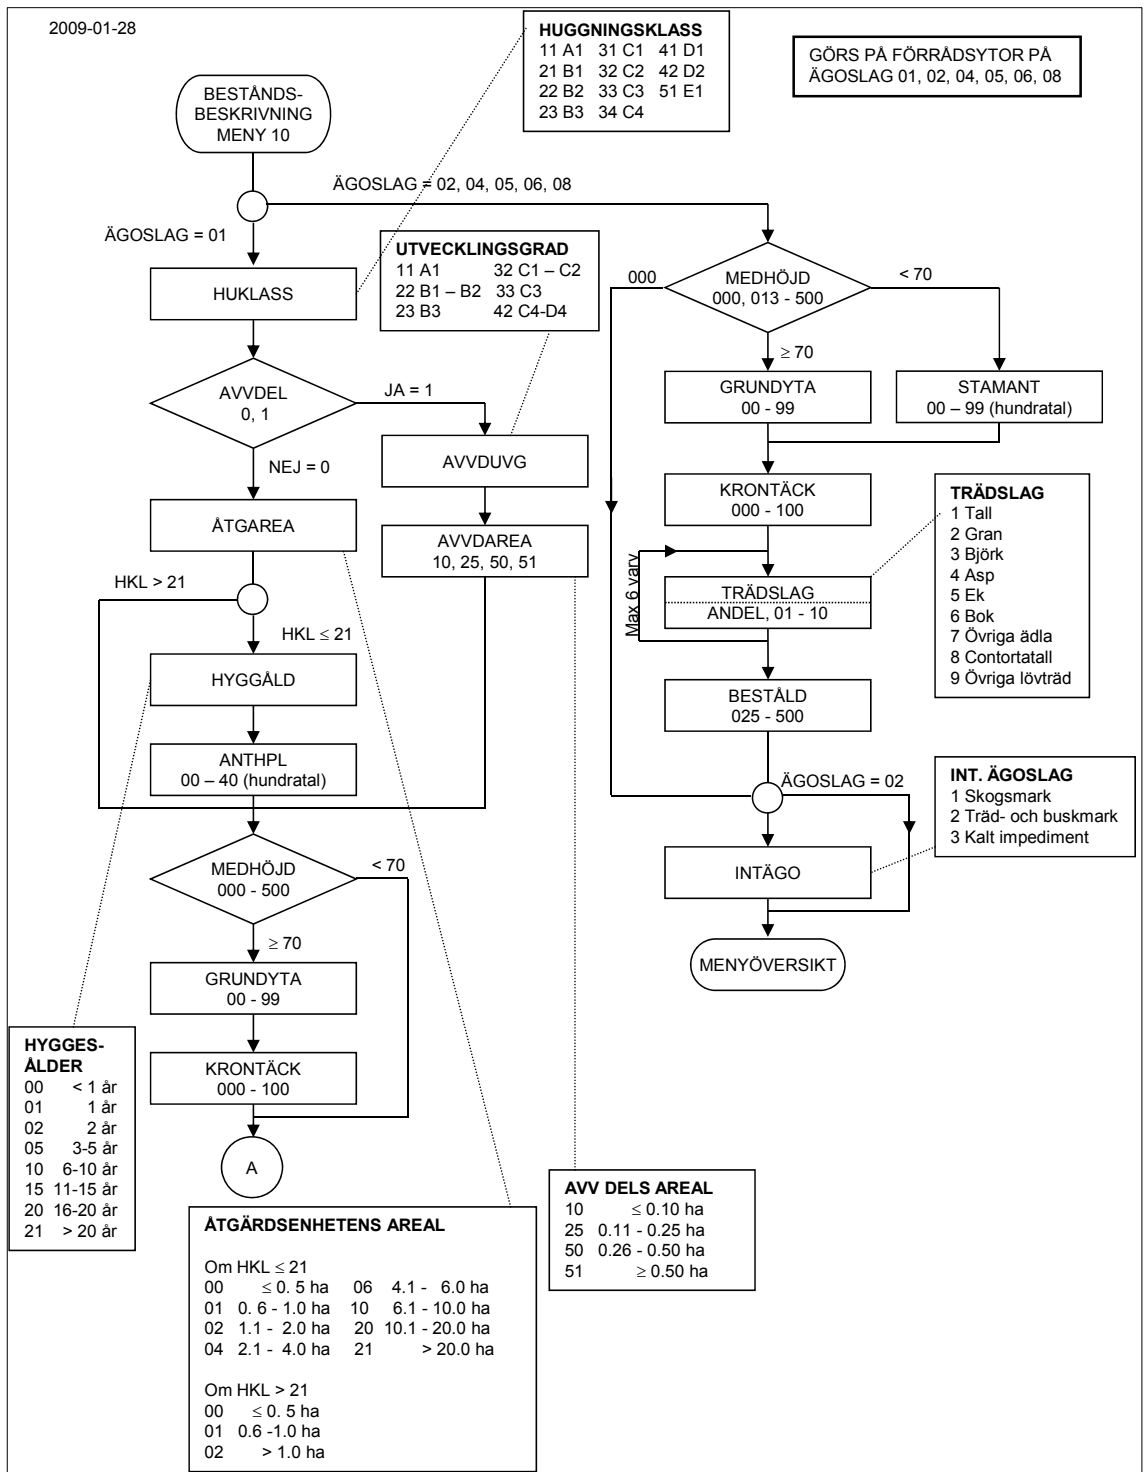 2009-01-28
HUGGNINGSKLASS
11 A1 31 C1 41 D1
21 B1 32 C2 42 D2
22 B2 33 C3 51 E1
23 B3 34 C4
GÖRS PÅ FÖRRÅDSYTOR PÅ
ÄGOSLAG 01, 02, 04, 05, 06, 08
BESTÅNDS-
BESKRIVNING
MENY 10
ÄGOSLAG = 02, 04, 05, 06, 08
ÄGOSLAG = 01
HUKLASS
UTVECKLINGSGRAD
11 A1 32 C1 – C2
22 B1 – B2 33 C3
23 B3 42 C4-D4
AVVDEL
0, 1
JA = 1
NEJ = 0
AVVDUVG
AVVDAREA
10, 25, 50, 51
ÅTGAREA
HKL > 21
HKL ≤ 21
HYGGÅLD
ANTHPL
00 – 40 (hundratal)
MEDHÖJD
000 - 500
< 70
≥ 70
GRUNDYTA
00 - 99
KRONTÄCK
000 - 100
A
000
MEDHÖJD
000, 013 - 500
< 70
≥ 70
GRUNDYTA
00 - 99
STAMANT
00 – 99 (hundratal)
KRONTÄCK
000 - 100
Max 6 varv
TRÄDSLAG
ANDEL, 01 - 10
BESTÅLD
025 - 500
ÄGOSLAG = 02
INTÄGO
MENYÖVERSIKT
TRÄDSLAG
1 Tall
2 Gran
3 Björk
4 Asp
5 Ek
6 Bok
7 Övriga ädla
8 Contortatall
9 Övriga lövträd
INT. ÄGOSLAG
1 Skogsmark
2 Träd- och buskmark
3 Kalt impediment
HYGGES-
ÅLDER
00 < 1 år
01 1 år
02 2 år
05 3-5 år
10 6-10 år
15 11-15 år
20 16-20 år
21 > 20 år
ÅTGÄRDSENHETENS AREAL
Om HKL ≤ 21
00 ≤ 0. 5 ha 06 4.1 - 6.0 ha
01 0. 6 - 1.0 ha 10 6.1 - 10.0 ha
02 1.1 - 2.0 ha 20 10.1 - 20.0 ha
04 2.1 - 4.0 ha 21 > 20.0 ha
Om HKL > 21
00 ≤ 0. 5 ha
01 0.6 -1.0 ha
02 > 1.0 ha
AVV DELS AREAL
10 ≤ 0.10 ha
25 0.11 - 0.25 ha
50 0.26 - 0.50 ha
51 ≥ 0.50 ha